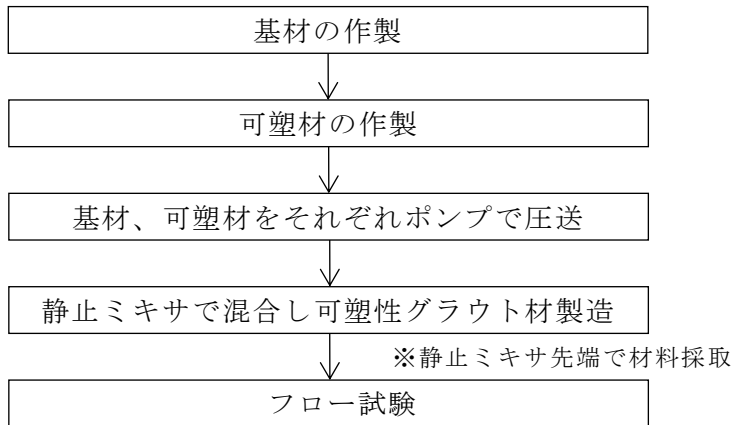 基材の作製
可塑材の作製
基材、可塑材をそれぞれポンプで圧送
静止ミキサで混合し可塑性グラウト材製造
※静止ミキサ先端で材料採取
フロー試験